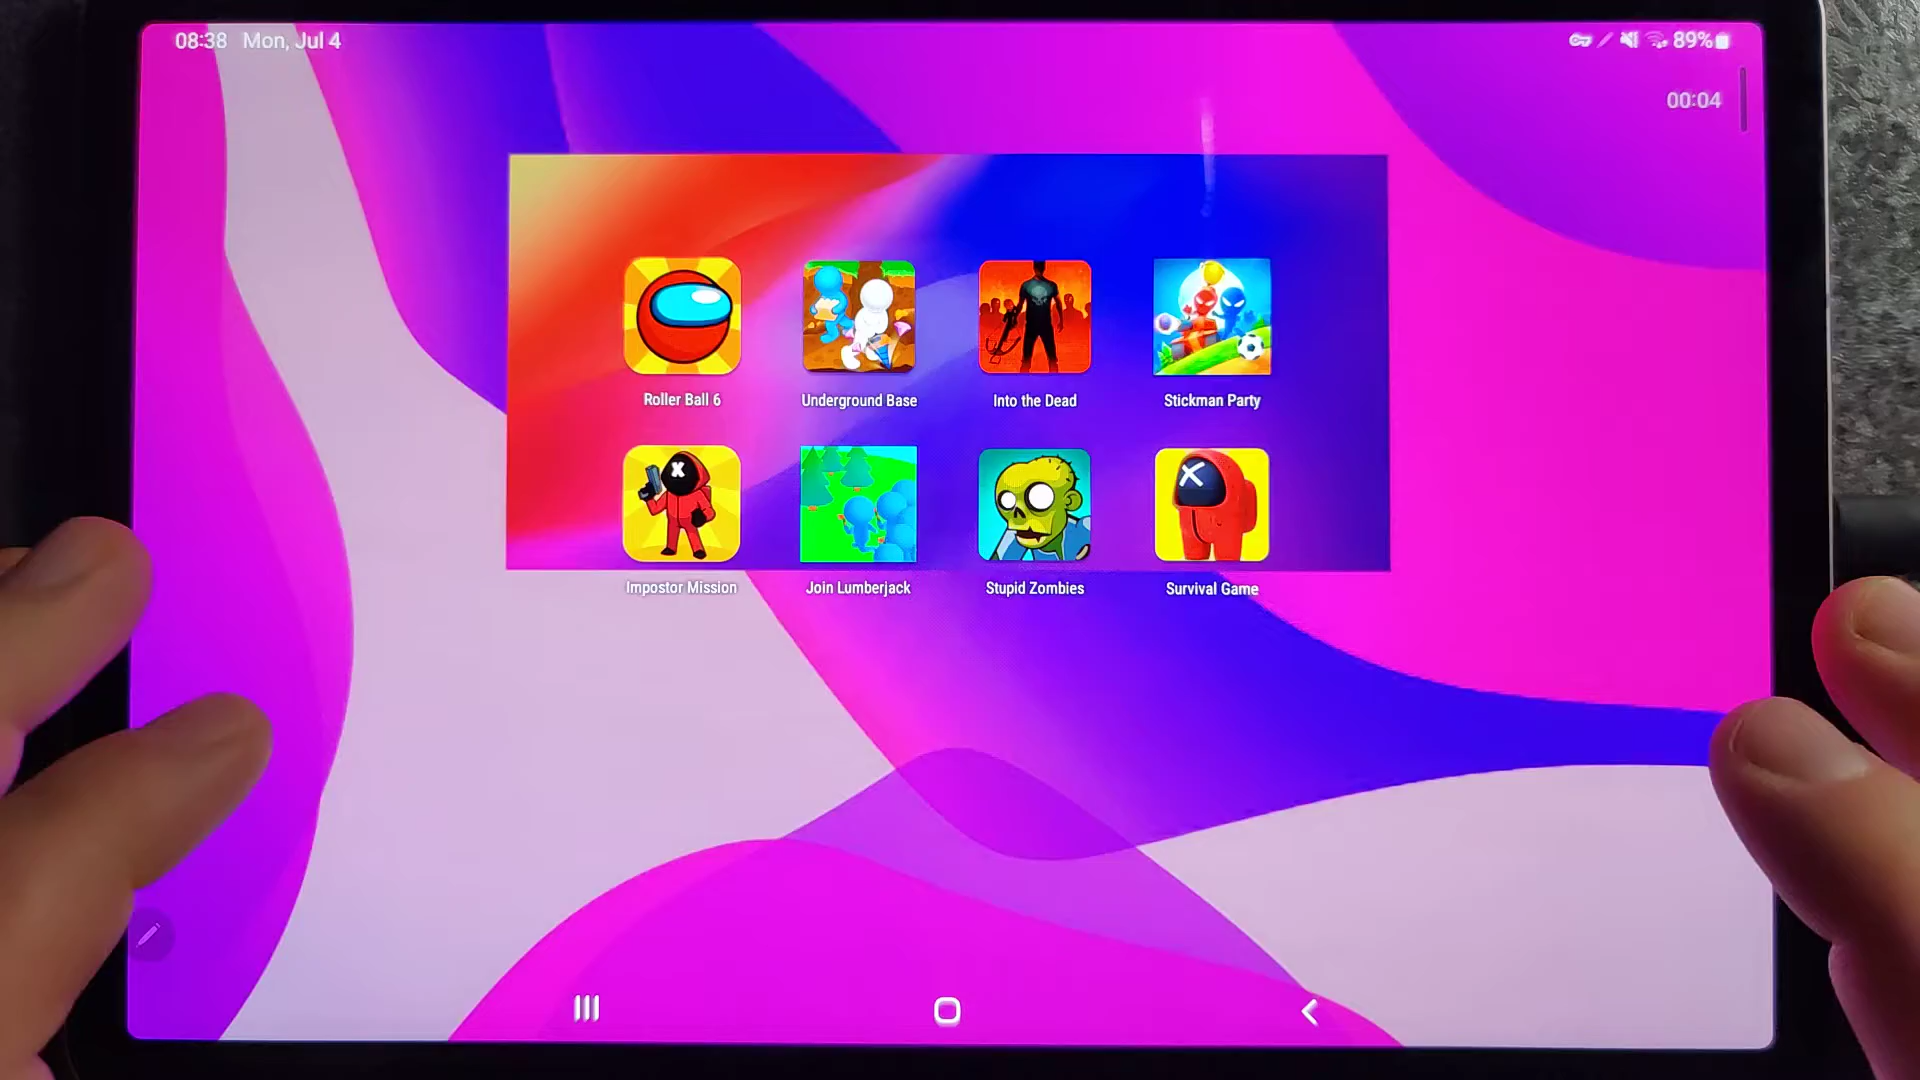 08:38 Mon, Jul 4
89%
00:04
Roller Ball 6
Underground Base
Into the Dead
Stickman Party
Impostor Mission
Join Lumberjack
Stupid Zombies
Survival Game